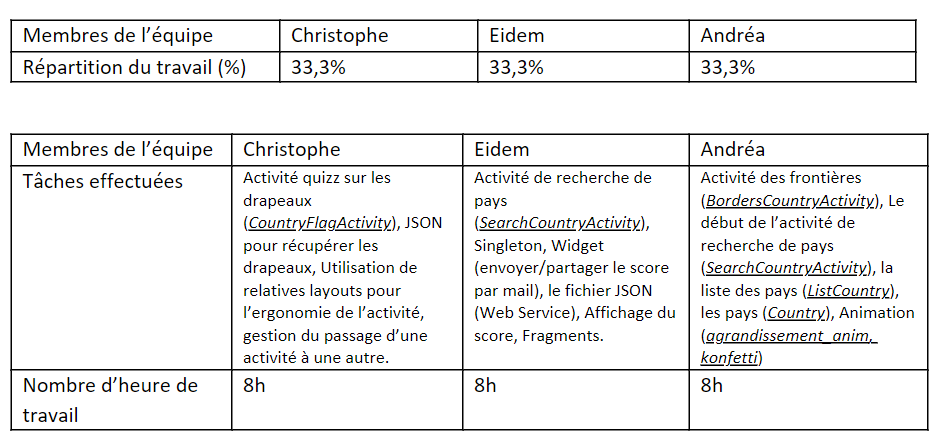 Membres de l’équipe Christophe Eidem Andréa
Répartition du travail (%) 33,3% 33,3% 33,3%
Membres de l’équipe Christophe Eidem Andréa
Tâches effectuées
Activité quizz sur les
drapeaux
(CountryFlagActivity), JSON
pour récupérer les
drapeaux, Utilisation de
relatives layouts pour
l’ergonomie de l’activité,
gestion du passage d’une
activité à une autre.
Activité de recherche de
pays
(SearchCountryActivity),
Singleton, Widget
(envoyer/partager le score
par mail), le fichier JSON
(Web Service), Affichage du
score, Fragments.
Activité des frontières
(BordersCountryActivity), Le
début de l’activité de
recherche de pays
(SearchCountryActivity), la
liste des pays (ListCountry),
les pays (Country), Animation
(agrandissement_anim,
konfetti)
Nombre d’heure de
travail
8h 8h 8h